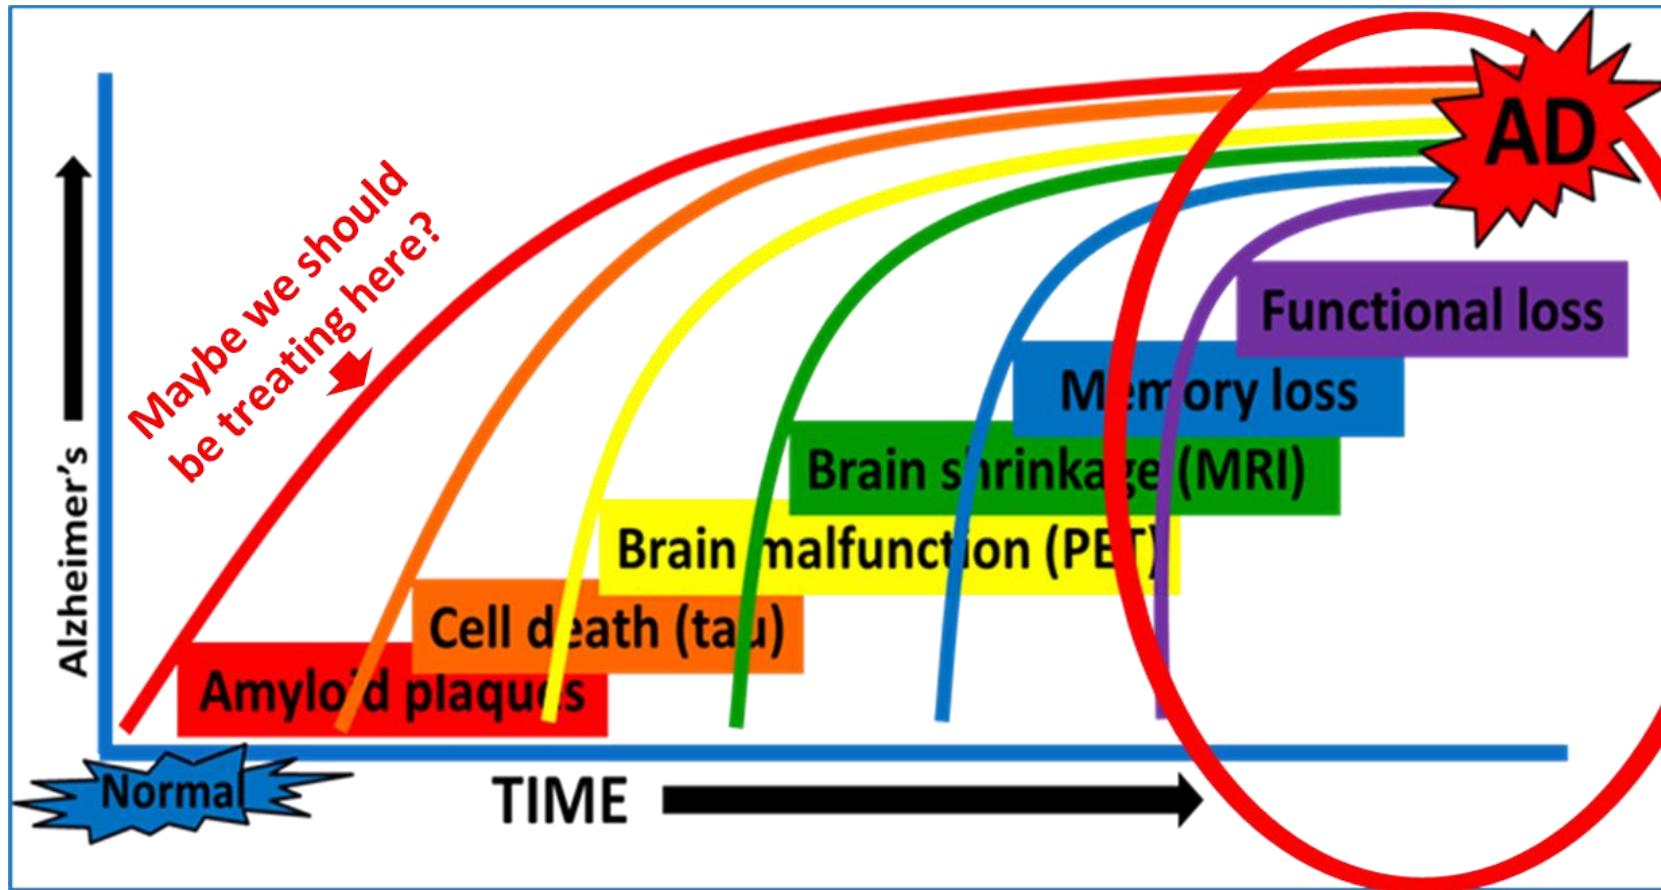 AD
Maybe we should
be treating here?
Functional loss
Memory loss
Brain shrinkage (MRI)
Brain malfunction (PET)
Cell death (tau)
Amyloid plaques
Alzheimer's
Normal
TIME